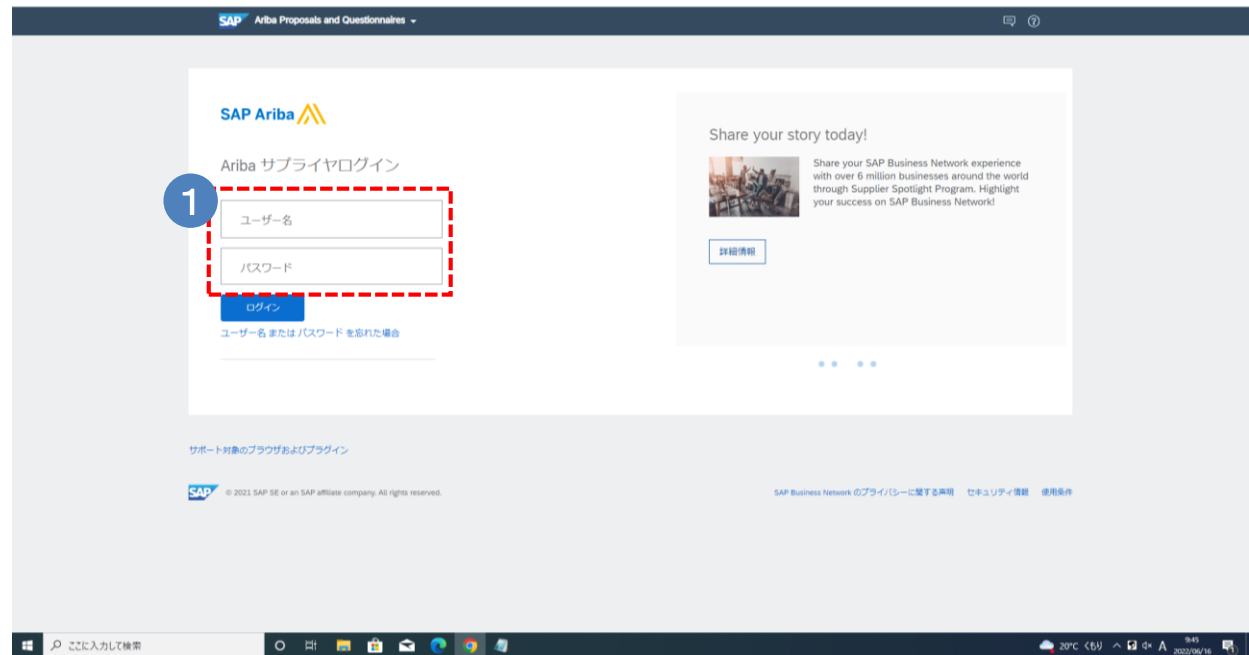 SAP Ariba Proposals and Questionnaires
SAP Ariba
Ariba サプライヤログイン
1
ユーザー名
パスワード
ログイン
ユーザー名 または パスワード を忘れた場合
Share your story today!
Share your SAP Business Network experience
with over 6 million businesses around the world
through Supplier Spotlight Program. Highlight
your success on SAP Business Network!
詳細情報
サポート対象のブラウザおよびプラグイン
SAP © 2021 SAP SE or an SAP affiliate company. All rights reserved.
SAP Business Network のプライバシーに関する声明 セキュリティ情報 使用条件
ここに入力して検索
20°C くもり A 9:45
2022/06/16